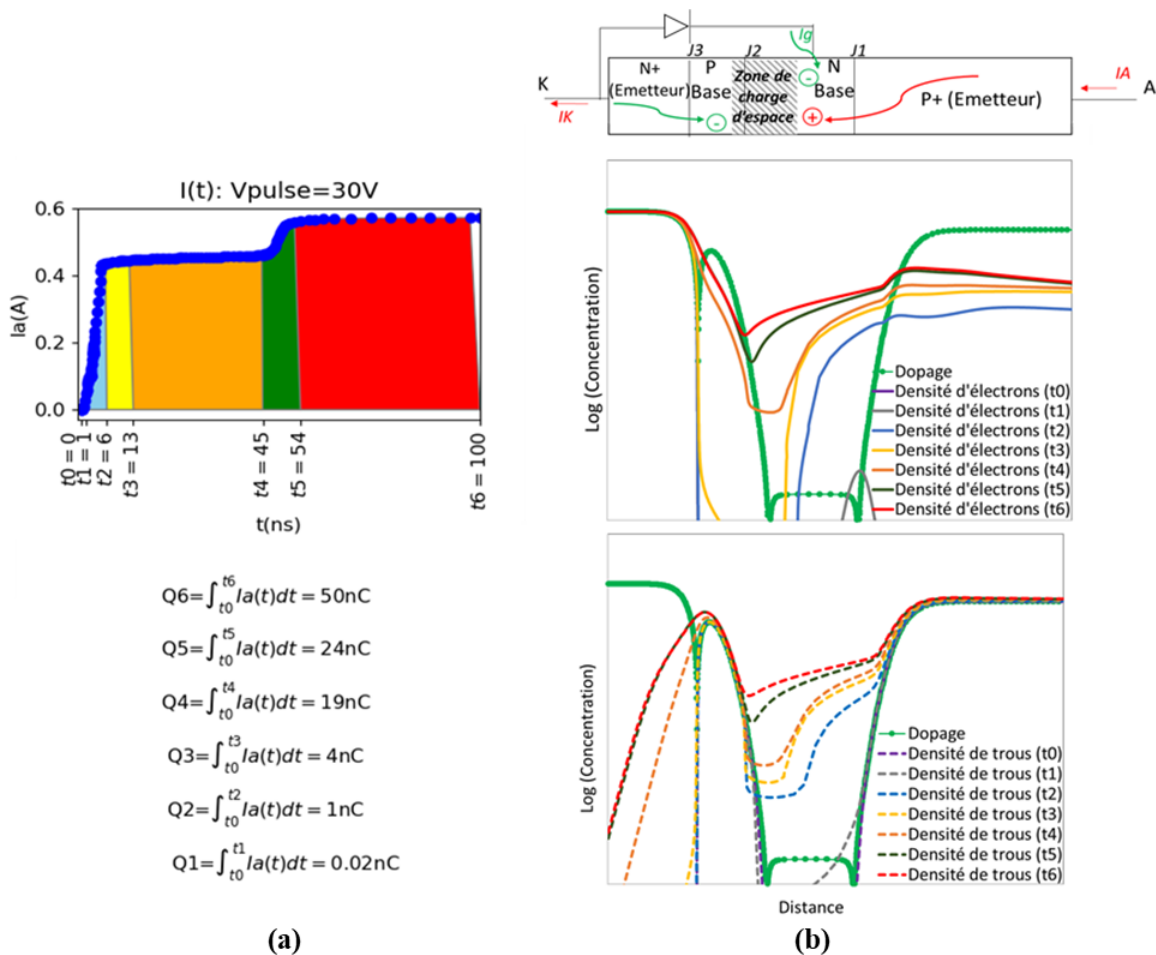 I(t): Vpulse=30V
Ia(A)
0.6
0.4
0.2
0.0
t0 = 0
t1 = 1
t2 = 6
t3 = 13
t4 = 45
t5 = 54
t6 = 100
t(ns)
Q6=∫t0t6 Ia(t)dt = 50nC
Q5=∫t0t5 Ia(t)dt = 24nC
Q4=∫t0t4 Ia(t)dt = 19nC
Q3=∫t0t3 Ia(t)dt = 4nC
Q2=∫t0t2 Ia(t)dt = 1nC
Q1=∫t0t1 Ia(t)dt = 0.02nC
(a)
Ig
J3 J2 J1
K
IK
N+
(Emetteur)
P
Base
Zone de
charge
d'espace
-
-
+
N
Base
P+ (Emetteur)
IA
A
Log (Concentration)
Dopage
Densité d'électrons (t0)
Densité d'électrons (t1)
Densité d'électrons (t2)
Densité d'électrons (t3)
Densité d'électrons (t4)
Densité d'électrons (t5)
Densité d'électrons (t6)
Log (Concentration)
Dopage
Densité de trous (t0)
Densité de trous (t1)
Densité de trous (t2)
Densité de trous (t3)
Densité de trous (t4)
Densité de trous (t5)
Densité de trous (t6)
Distance
(b)